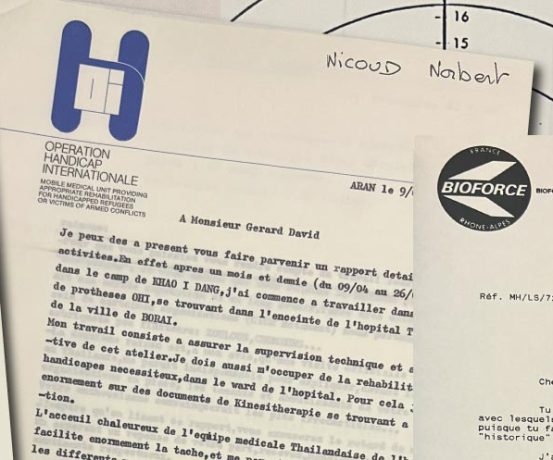 16
15
Nicoud Norbert
OPERATION
HANDICAP
INTERNATIONALE
MOBILE MEDICAL UNIT PROVIDING
APPROPRIATE REHABILITATION
FOR HANDICAPPED REFUGEES
OR VICTIMS OF ARMED CONFLICTS
ARAN le 9/
A Monsieur Gerard David
Je peux des a present vous faire parvenir un rapport detai
activites.En effet apres un mois et demie (du 09/04 au 26/
dans le camp de KHAO I DANG,j'ai commence a travailler dans
de protheses OHI,se trouvant dans l'enceinte de l'hopital T
de la ville de BORAI.
Mon travail consiste a assurer la supervision technique et a
-tive de cet atelier.Je dois aussi m'occuper de la rehabilit
handicapes necessiteux,dans le ward de l'hopital. Pour cela
enormement sur des documents de Kinesitherapie se trouvant a
-tion.
L'acceuil chaleureux de l'equipe medicale Thailandaise de l'
facilite enormement la tache,et me
les differents
FRANCE
BIOFORCE
RHONE-ALPES
BIOFO
Réf. MH/LS/7
Che
Tu
avec lesquel
puisque tu f
"historique"
J'a